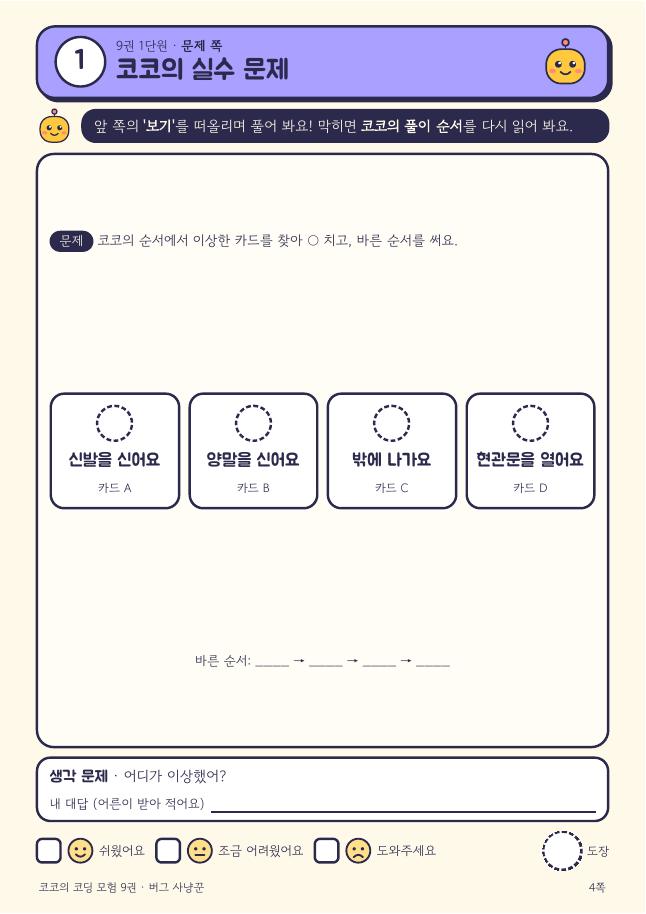 1
9권 1단원 · 문제 쪽
코코의 실수 문제
앞 쪽의 '보기'를 떠올리며 풀어 봐요! 막히면 코코의 풀이 순서를 다시 읽어 봐요.
문제 코코의 순서에서 이상한 카드를 찾아 ○ 치고, 바른 순서를 써요.
신발을 신어요
카드 A
양말을 신어요
카드 B
밖에 나가요
카드 C
현관문을 열어요
카드 D
바른 순서: ____ → ____ → ____ → ____
생각 문제 · 어디가 이상했어?
내 대답 (어른이 받아 적어요)
쉬웠어요 조금 어려웠어요 도와주세요 도장
코코의 코딩 모험 9권 · 버그 사냥꾼 4쪽